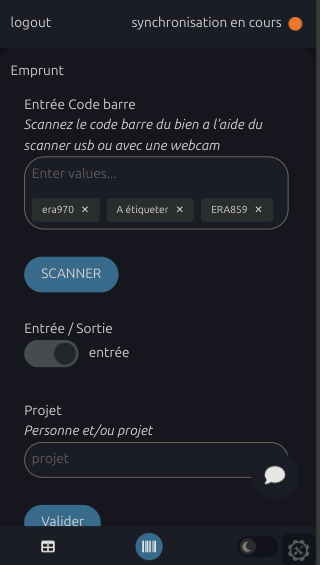 logout
synchronisation en cours
Emprunt
Entrée Code barre
Scannez le code barre du bien a l'aide du
scanner usb ou avec une webcam
Enter values...
era970 ✕
A étiqueter ✕
ERA859 ✕
SCANNER
Entrée / Sortie
entrée
Projet
Personne et/ou projet
projet
Valider